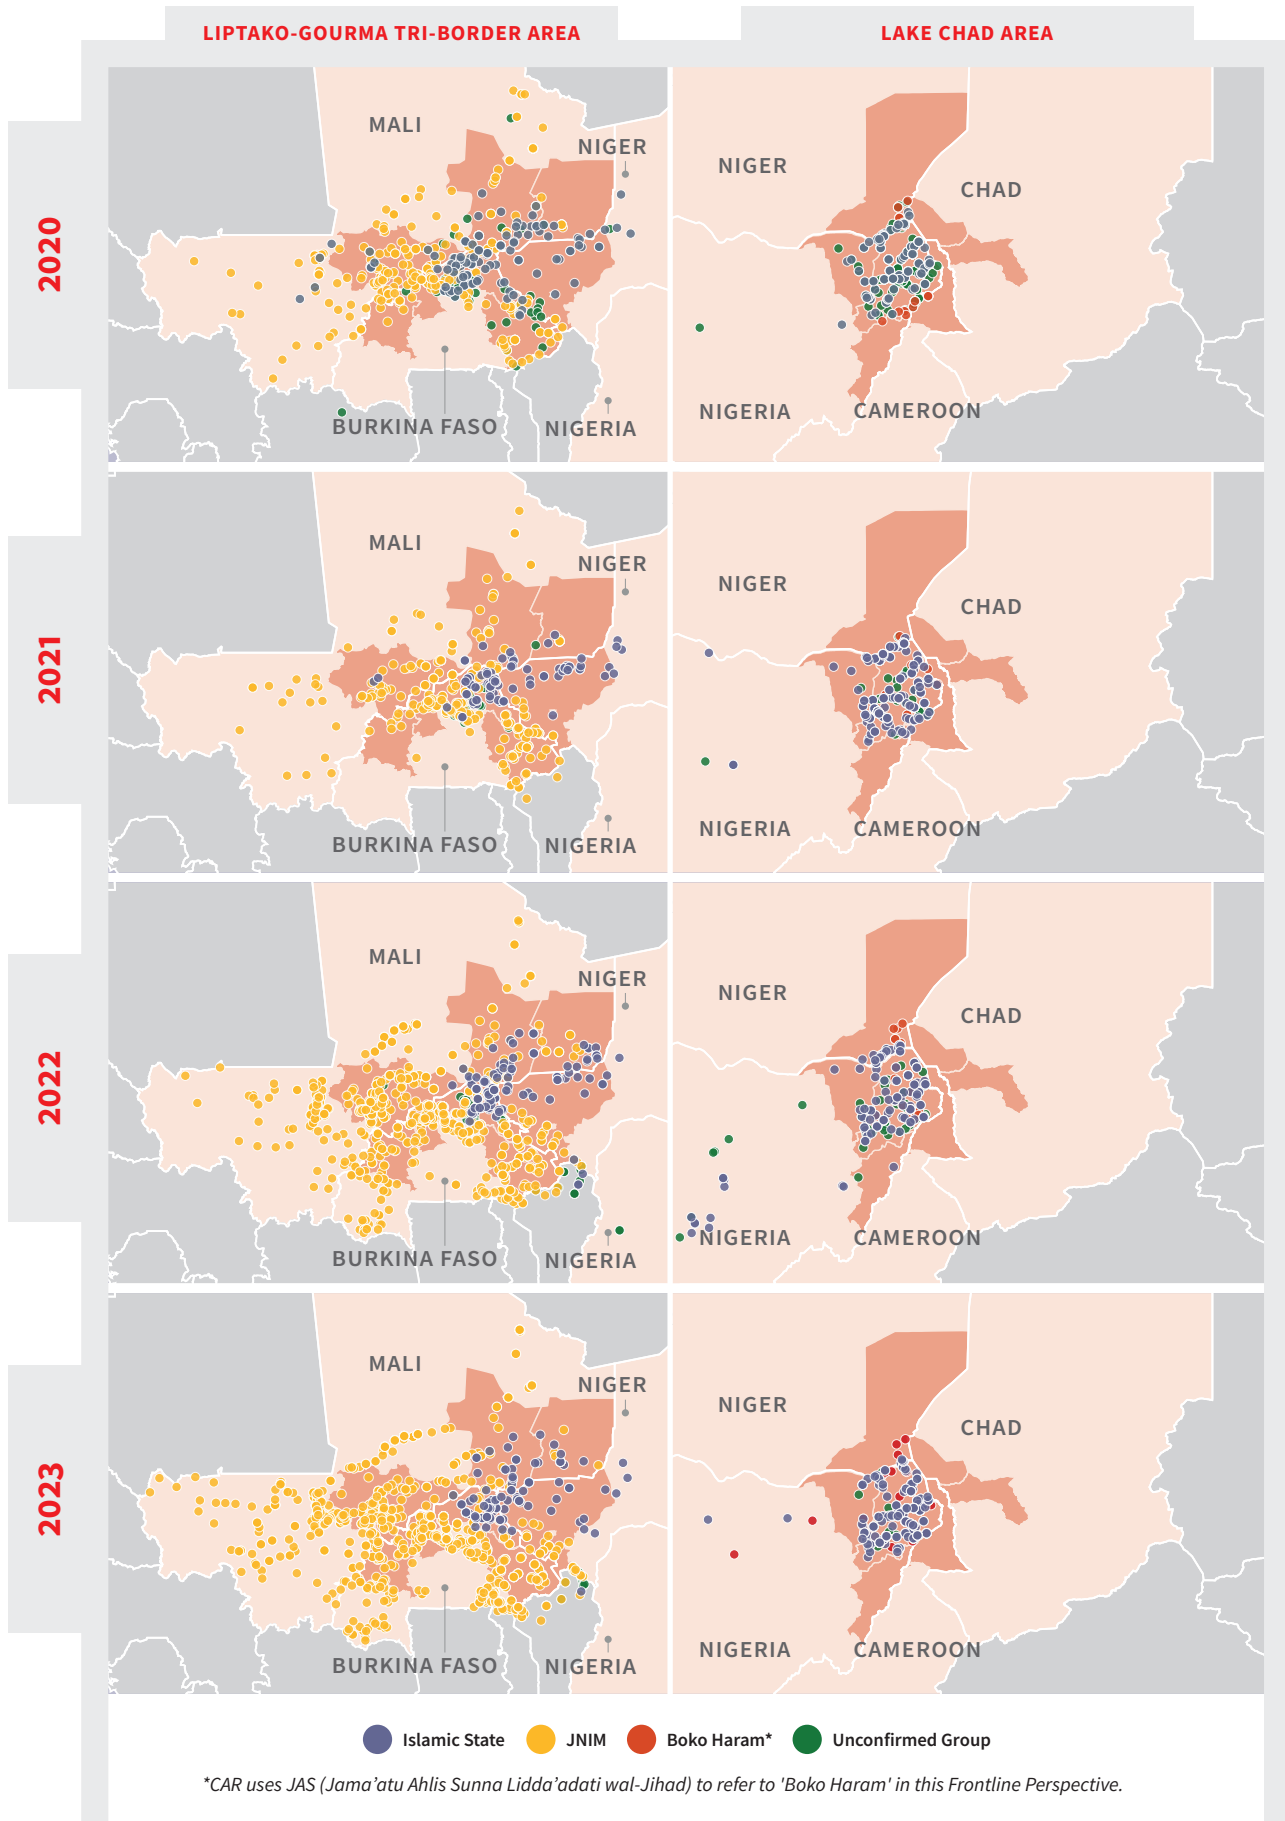 LIPTAKO-GOURMA TRI-BORDER AREA
LAKE CHAD AREA
2020
MALI
NIGER
BURKINA FASO
NIGERIA
NIGER
CHAD
NIGERIA
CAMEROON
2021
MALI
NIGER
BURKINA FASO
NIGERIA
NIGER
CHAD
NIGERIA
CAMEROON
2022
MALI
NIGER
BURKINA FASO
NIGERIA
NIGER
CHAD
NIGERIA
CAMEROON
2023
MALI
NIGER
BURKINA FASO
NIGERIA
NIGER
CHAD
NIGERIA
CAMEROON
Islamic State
JNIM
Boko Haram*
Unconfirmed Group
*CAR uses JAS (Jama’atu Ahlis Sunna Lidda’adati wal-Jihad) to refer to 'Boko Haram' in this Frontline Perspective.